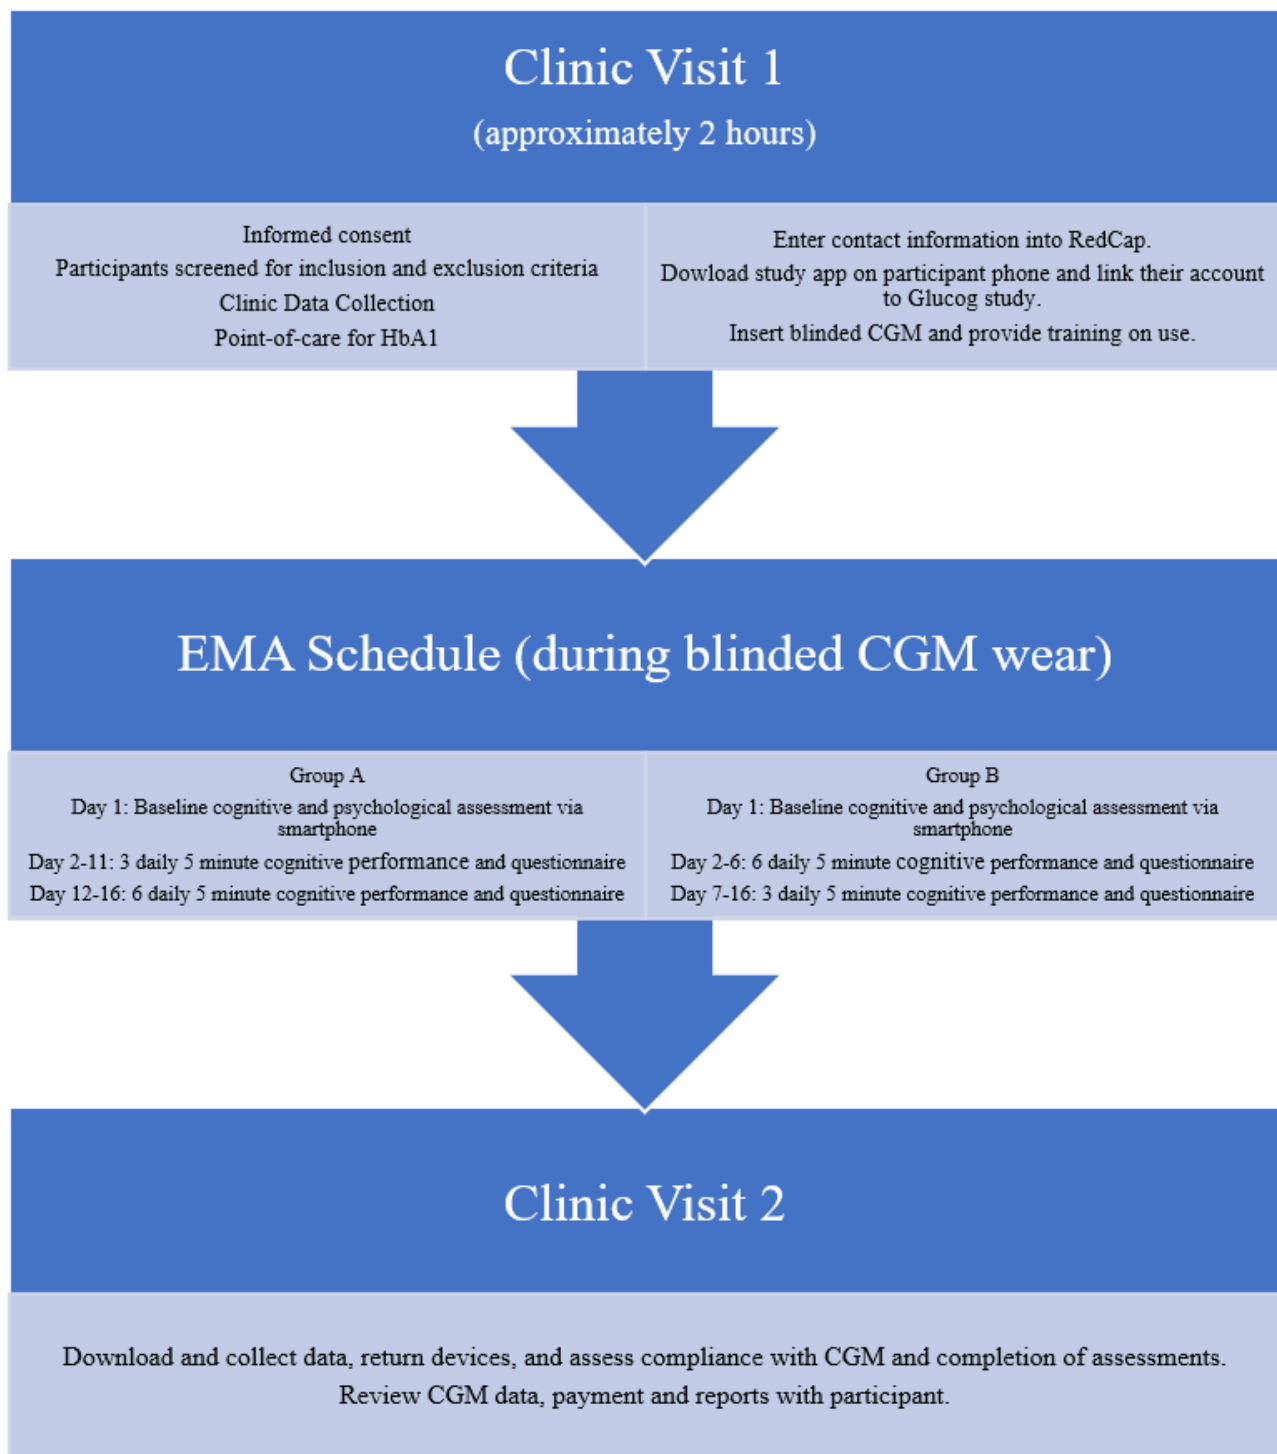 Clinic Visit 1
(approximately 2 hours)
Informed consent
Participants screened for inclusion and exclusion criteria
Clinic Data Collection
Point-of-care for HbA1
Enter contact information into RedCap.
Dowload study app on participant phone and link their account
to Glucog study.
Insert blinded CGM and provide training on use.
EMA Schedule (during blinded CGM wear)
Group A
Day 1: Baseline cognitive and psychological assessment via
smartphone
Day 2-11: 3 daily 5 minute cognitive performance and questionnaire
Day 12-16: 6 daily 5 minute cognitive performance and questionnaire
Group B
Day 1: Baseline cognitive and psychological assessment via
smartphone
Day 2-6: 6 daily 5 minute cognitive performance and questionnaire
Day 7-16: 3 daily 5 minute cognitive performance and questionnaire
Clinic Visit 2
Download and collect data, return devices, and assess compliance with CGM and completion of assessments.
Review CGM data, payment and reports with participant.